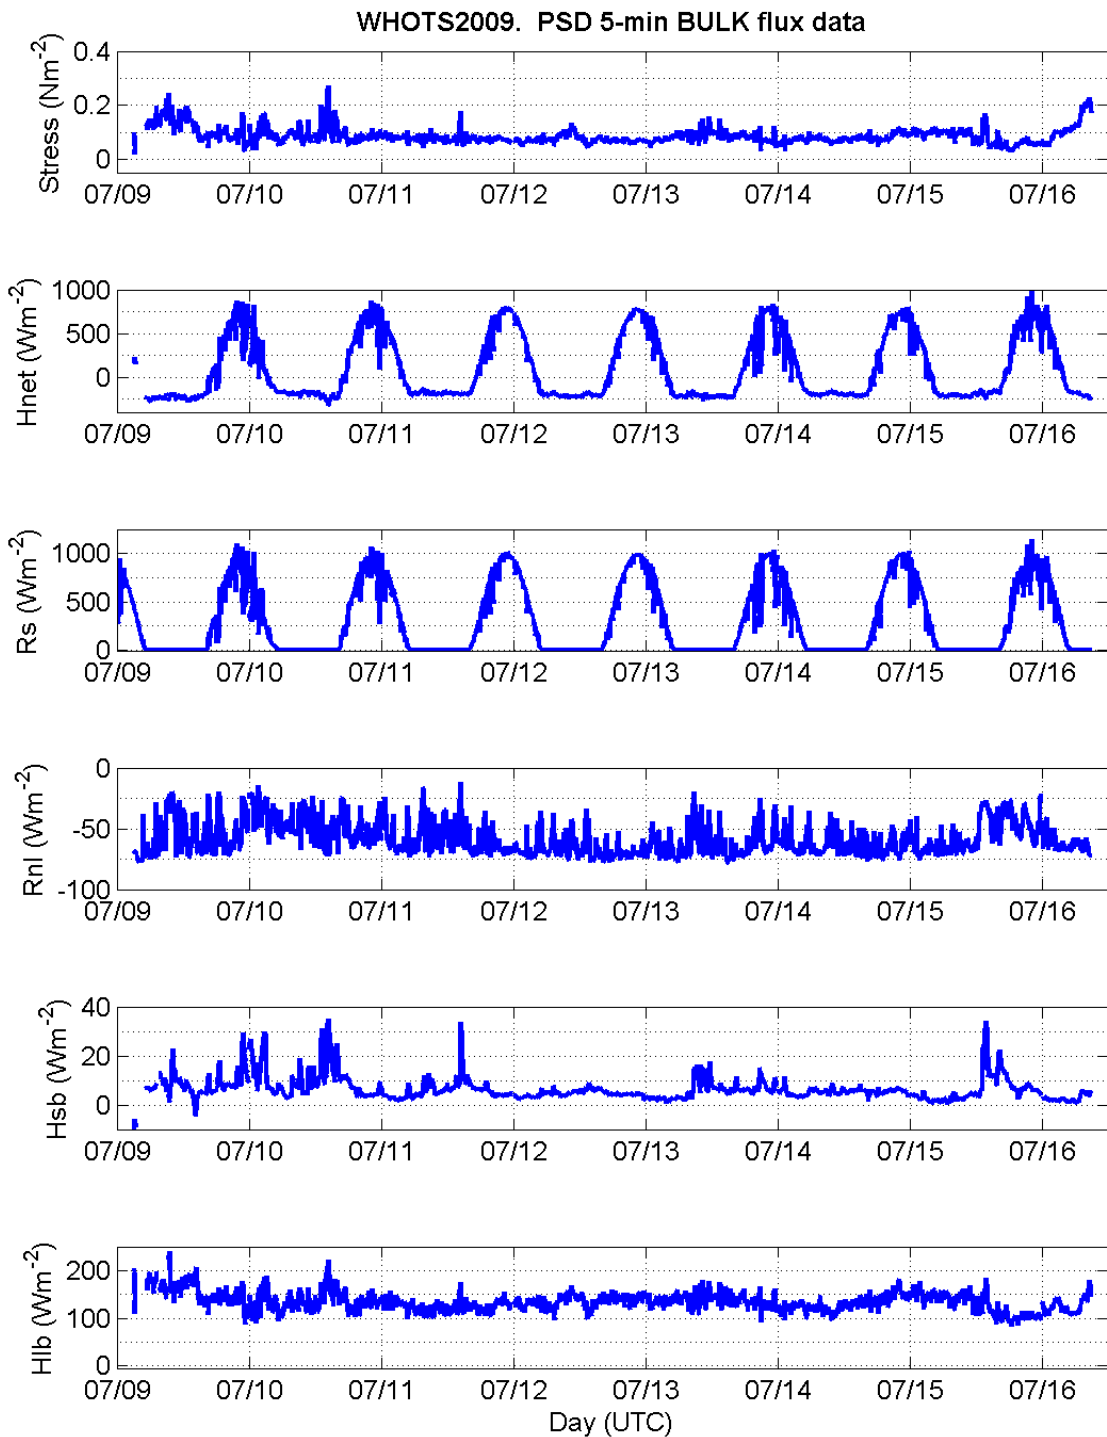 WHOTS2009.  PSD 5-min BULK flux data
Stress (Nm-2)
0.4
0.2
0
07/09 07/10 07/11 07/12 07/13 07/14 07/15 07/16
Hnet (Wm-2)
1000
500
0
07/09 07/10 07/11 07/12 07/13 07/14 07/15 07/16
Rs (Wm-2)
1000
500
0
07/09 07/10 07/11 07/12 07/13 07/14 07/15 07/16
Rnl (Wm-2)
0
-50
-100
07/09 07/10 07/11 07/12 07/13 07/14 07/15 07/16
Hsb (Wm-2)
40
20
0
07/09 07/10 07/11 07/12 07/13 07/14 07/15 07/16
Hlb (Wm-2)
200
100
0
07/09 07/10 07/11 07/12 07/13 07/14 07/15 07/16
Day (UTC)